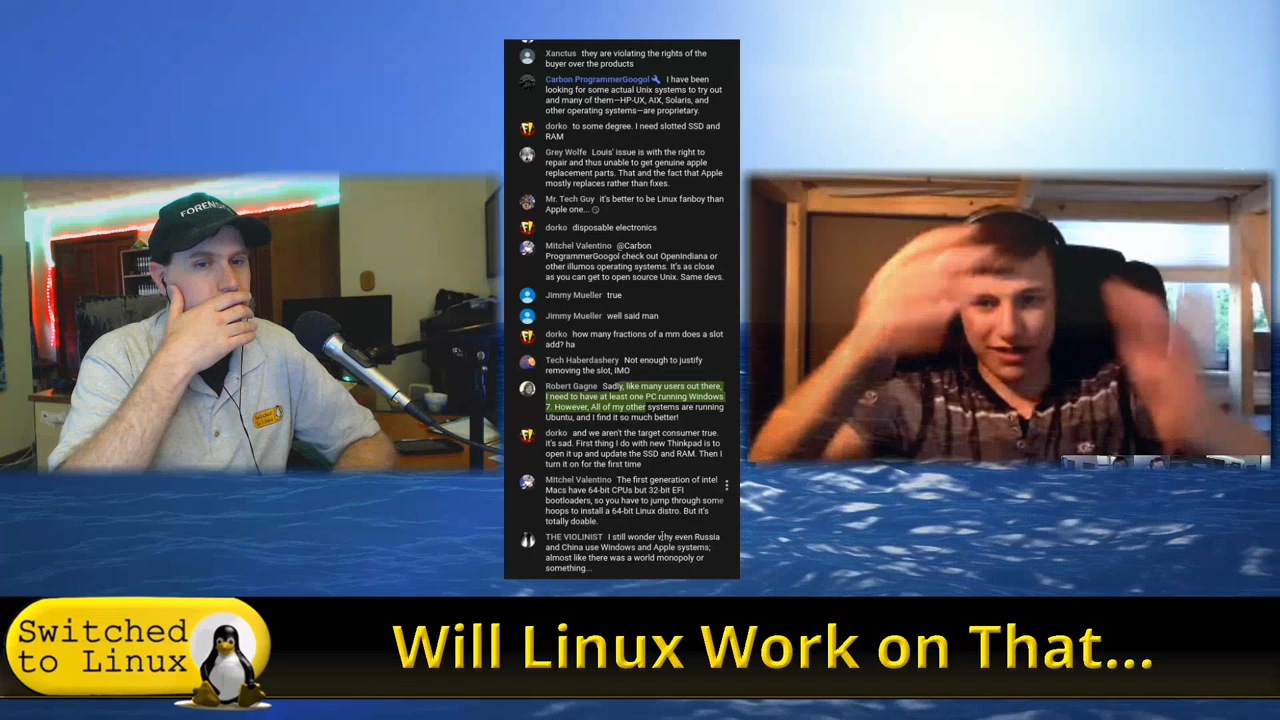 FORENS
Switched
to Linux
Xanctus they are violating the rights of the
buyer over the products
Carbon ProgrammerGoogol I have been
looking for some actual Unix systems to try out
and many of them—HP-UX, AIX, Solaris, and
other operating systems—are proprietary.
dorko to some degree. I need slotted SSD and
RAM
Grey Wolfe Louis' issue is with the right to
repair and thus unable to get genuine apple
replacement parts. That and the fact that Apple
mostly replaces rather than fixes.
Mr. Tech Guy it's better to be Linux fanboy than
Apple one...
dorko disposable electronics
Mitchel Valentino @Carbon
ProgrammerGoogol check out OpenIndiana or
other illumos operating systems. It's as close
as you can get to open source Unix. Same devs.
Jimmy Mueller true
Jimmy Mueller well said man
dorko how many fractions of a mm does a slot
add? ha
Tech Haberdashery Not enough to justify
removing the slot, IMO
Robert Gagne Sadly, like many users out there,
I need to have at least one PC running Windows
7. However, All of my other systems are running
Ubuntu, and I find it so much better!
dorko and we aren't the target consumer true.
it's sad. First thing I do with new Thinkpad is to
open it up and update the SSD and RAM. Then I
turn it on for the first time
Mitchel Valentino The first generation of intel
Macs have 64-bit CPUs but 32-bit EFI
bootloaders, so you have to jump through some
hoops to install a 64-bit Linux distro. But it's
totally doable.
THE VIOLINIST I still wonder why even Russia
and China use Windows and Apple systems;
almost like there was a world monopoly or
something...
Switched
to Linux
Will Linux Work on That...